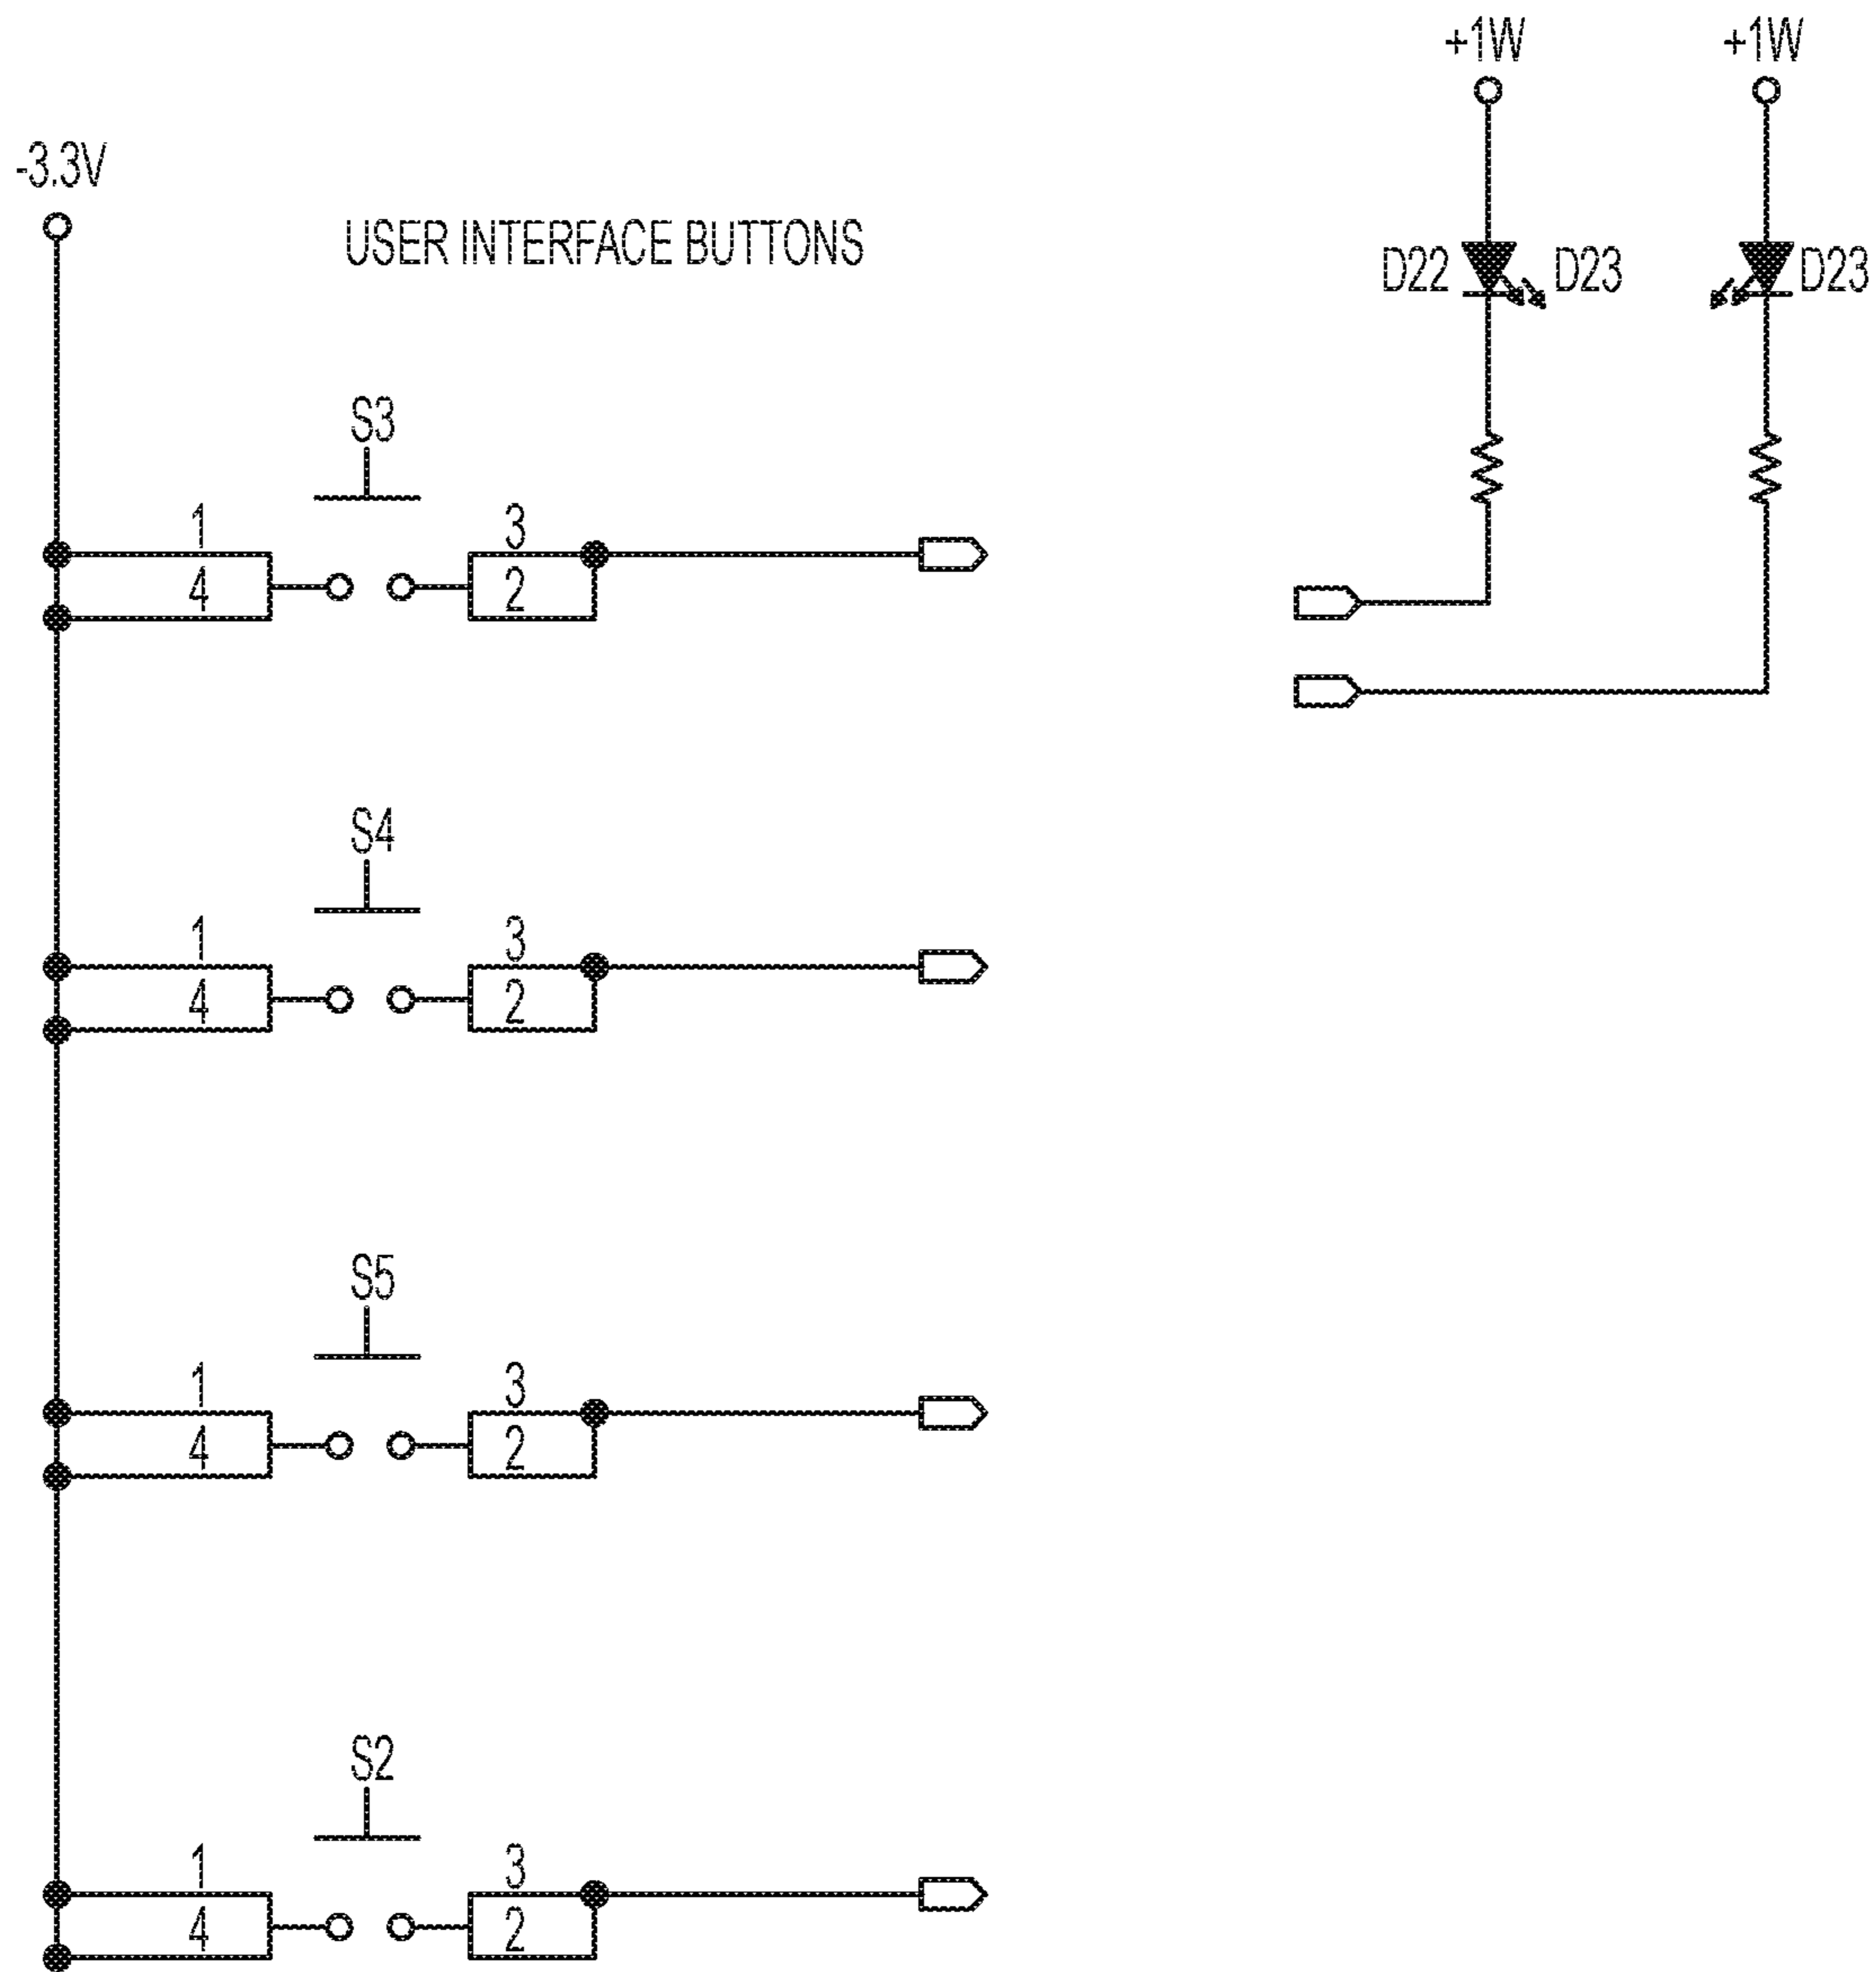 +1W +1W
-3.3V
USER INTERFACE BUTTONS
D22 D23 D23
S3
1 3
4 2
S4
1 3
4 2
S5
1 3
4 2
S2
1 3
4 2